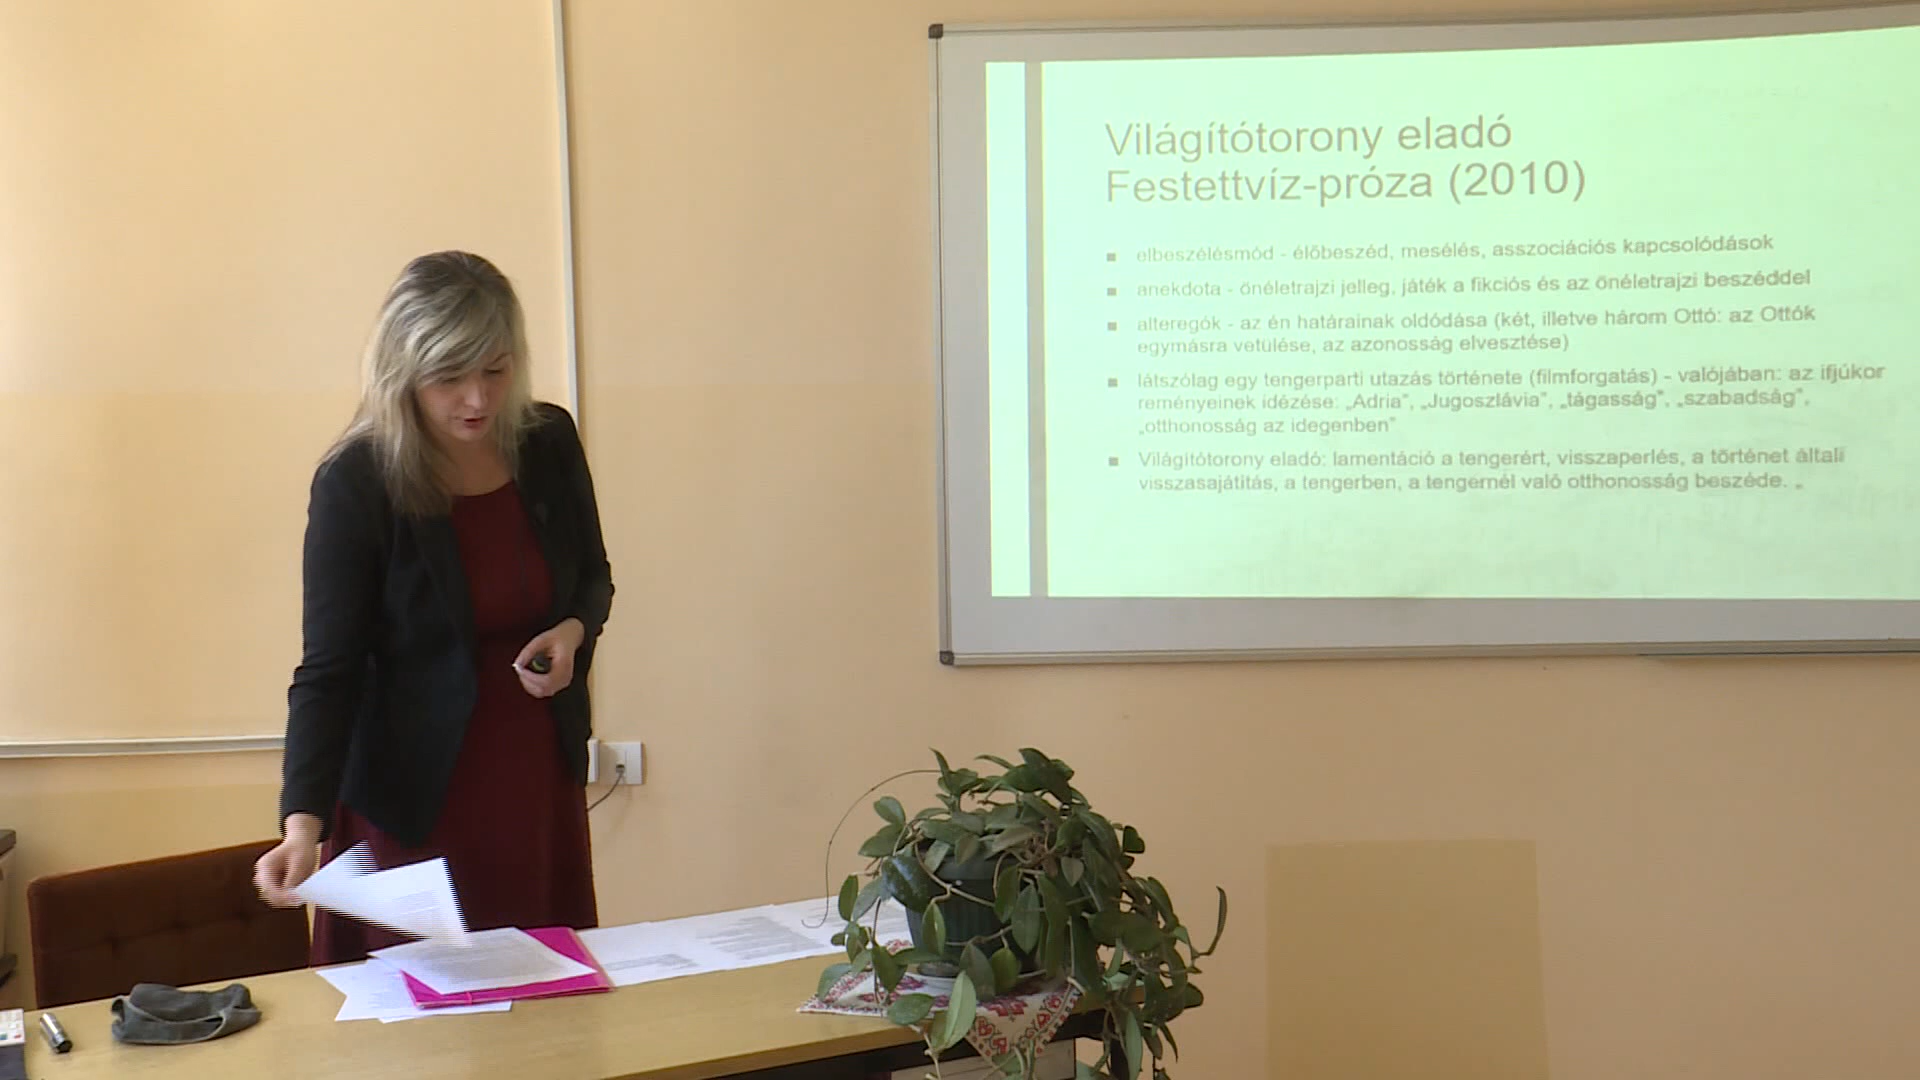 Világítótorony eladó
Festettvíz-próza (2010)
elbeszélésmód - élőbeszéd, mesélés, asszociációs kapcsolódások
anekdota - önéletrajzi jelleg, játék a fikciós és az önéletrajzi beszéddel
alteregók - az én határainak oldódása (két, illetve három Ottó: az Ottók
egymásra vetülése, az azonosság elvesztése)
látszólag egy tengerparti utazás története (filmforgatás) - valójában: az ifjúkor
reményeinek idézése: „Adria”, „Jugoszlávia”, „tágasság”, „szabadság”,
„otthonosság az idegenben”
Világítótorony eladó: lamentáció a tengerért, visszaperlés, a történet általi
visszasajátítás, a tengerben, a tengernél való otthonosság beszéde. „